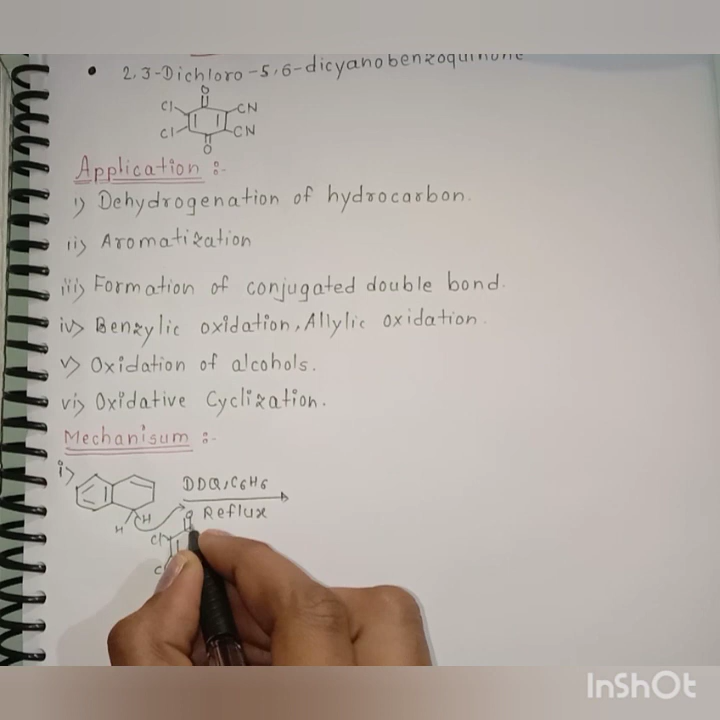 • 2,3-Dichloro-5,6-dicyanobenzoquinone
O
Cl CN
Cl CN
O
Application :-
i> Dehydrogenation of hydrocarbon.
ii> Aromatization
iii> Formation of conjugated double bond.
iv> Benzylic oxidation, Allylic oxidation.
v> Oxidation of alcohols.
vi> Oxidative Cyclization.
Mechanisum :-
i>
DDQ, C6H6
Reflux
H H
O
Cl
InShOt